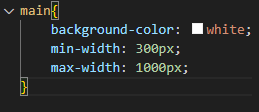 main{
background-color: white;
min-width: 300px;
max-width: 1000px;
}